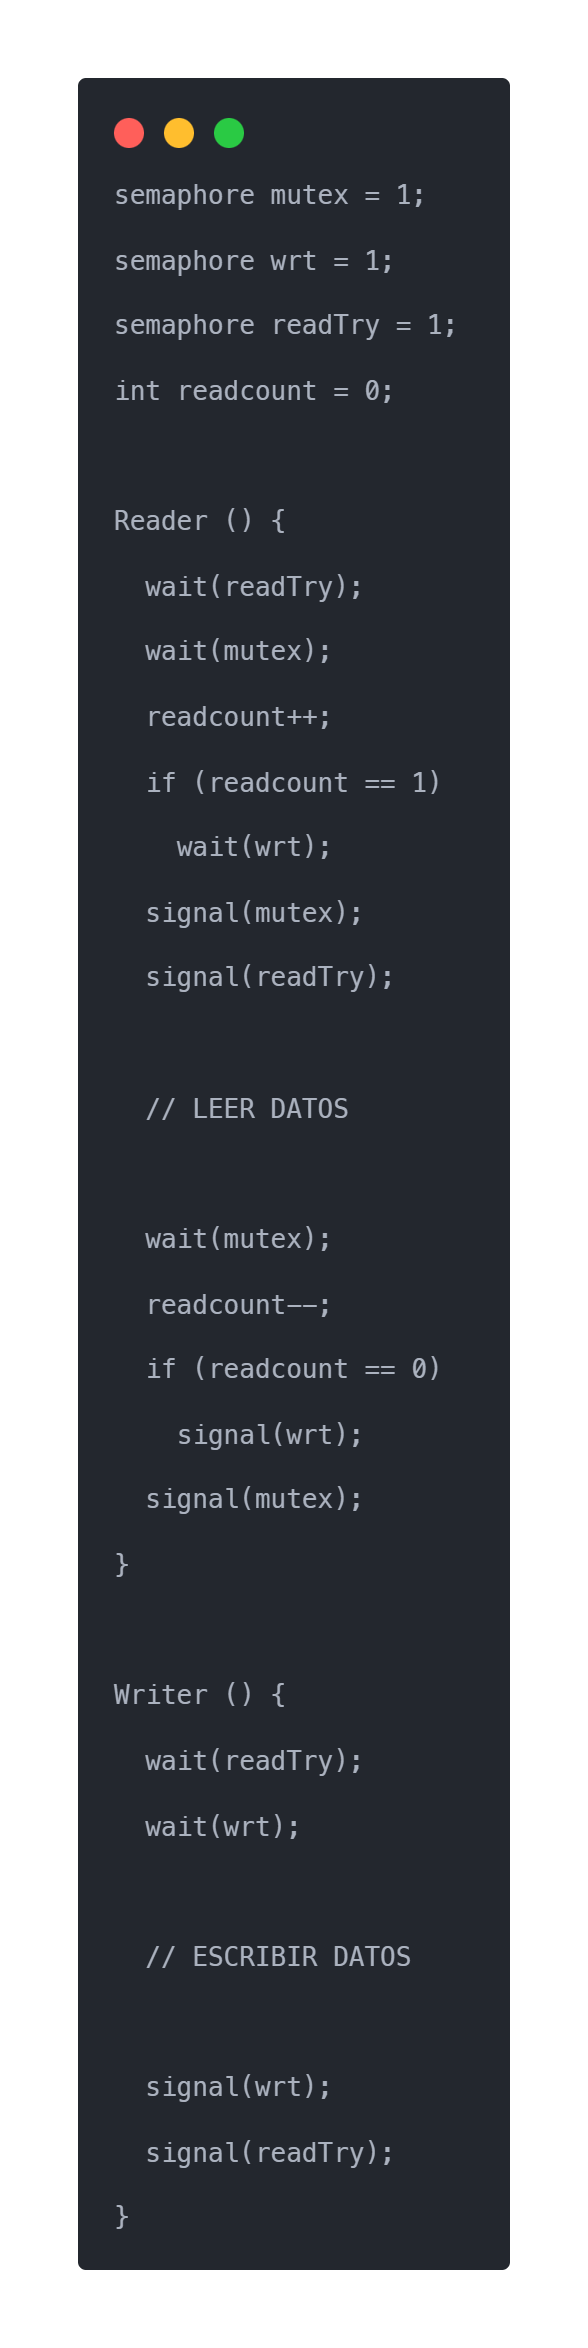 semaphore mutex = 1;
semaphore wrt = 1;
semaphore readTry = 1;
int readcount = 0;
Reader () {
wait(readTry);
wait(mutex);
readcount++;
if (readcount == 1)
wait(wrt);
signal(mutex);
signal(readTry);
// LEER DATOS
wait(mutex);
readcount--;
if (readcount == 0)
signal(wrt);
signal(mutex);
}
Writer () {
wait(readTry);
wait(wrt);
// ESCRIBIR DATOS
signal(wrt);
signal(readTry);
}